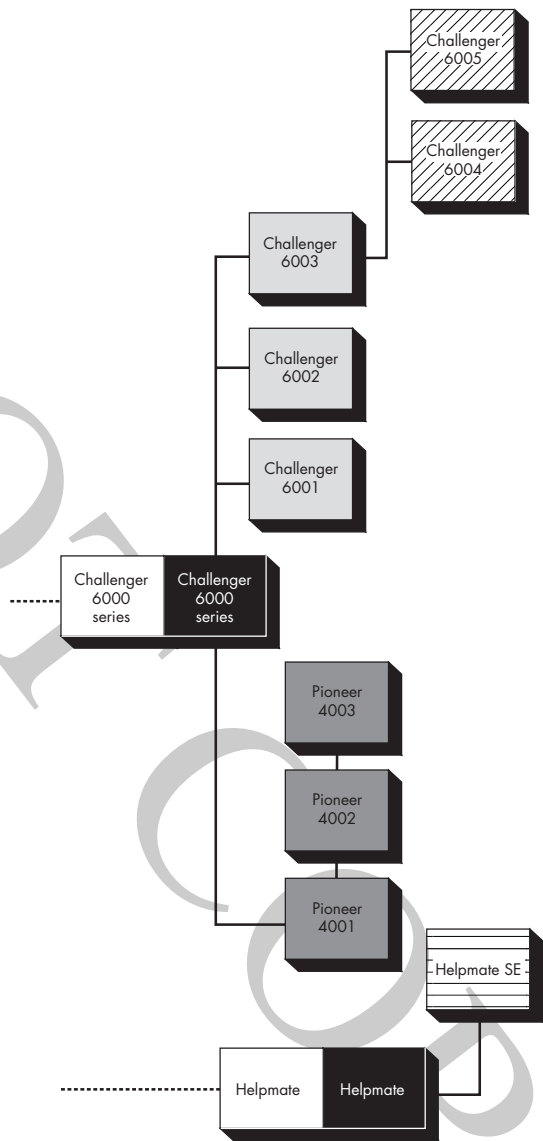 Challenger
6005
Challenger
6004
Challenger
6003
Challenger
6002
Challenger
6001
Challenger
6000
series
Challenger
6000
series
Pioneer
4003
Pioneer
4002
Pioneer
4001
Helpmate SE
Helpmate
Helpmate